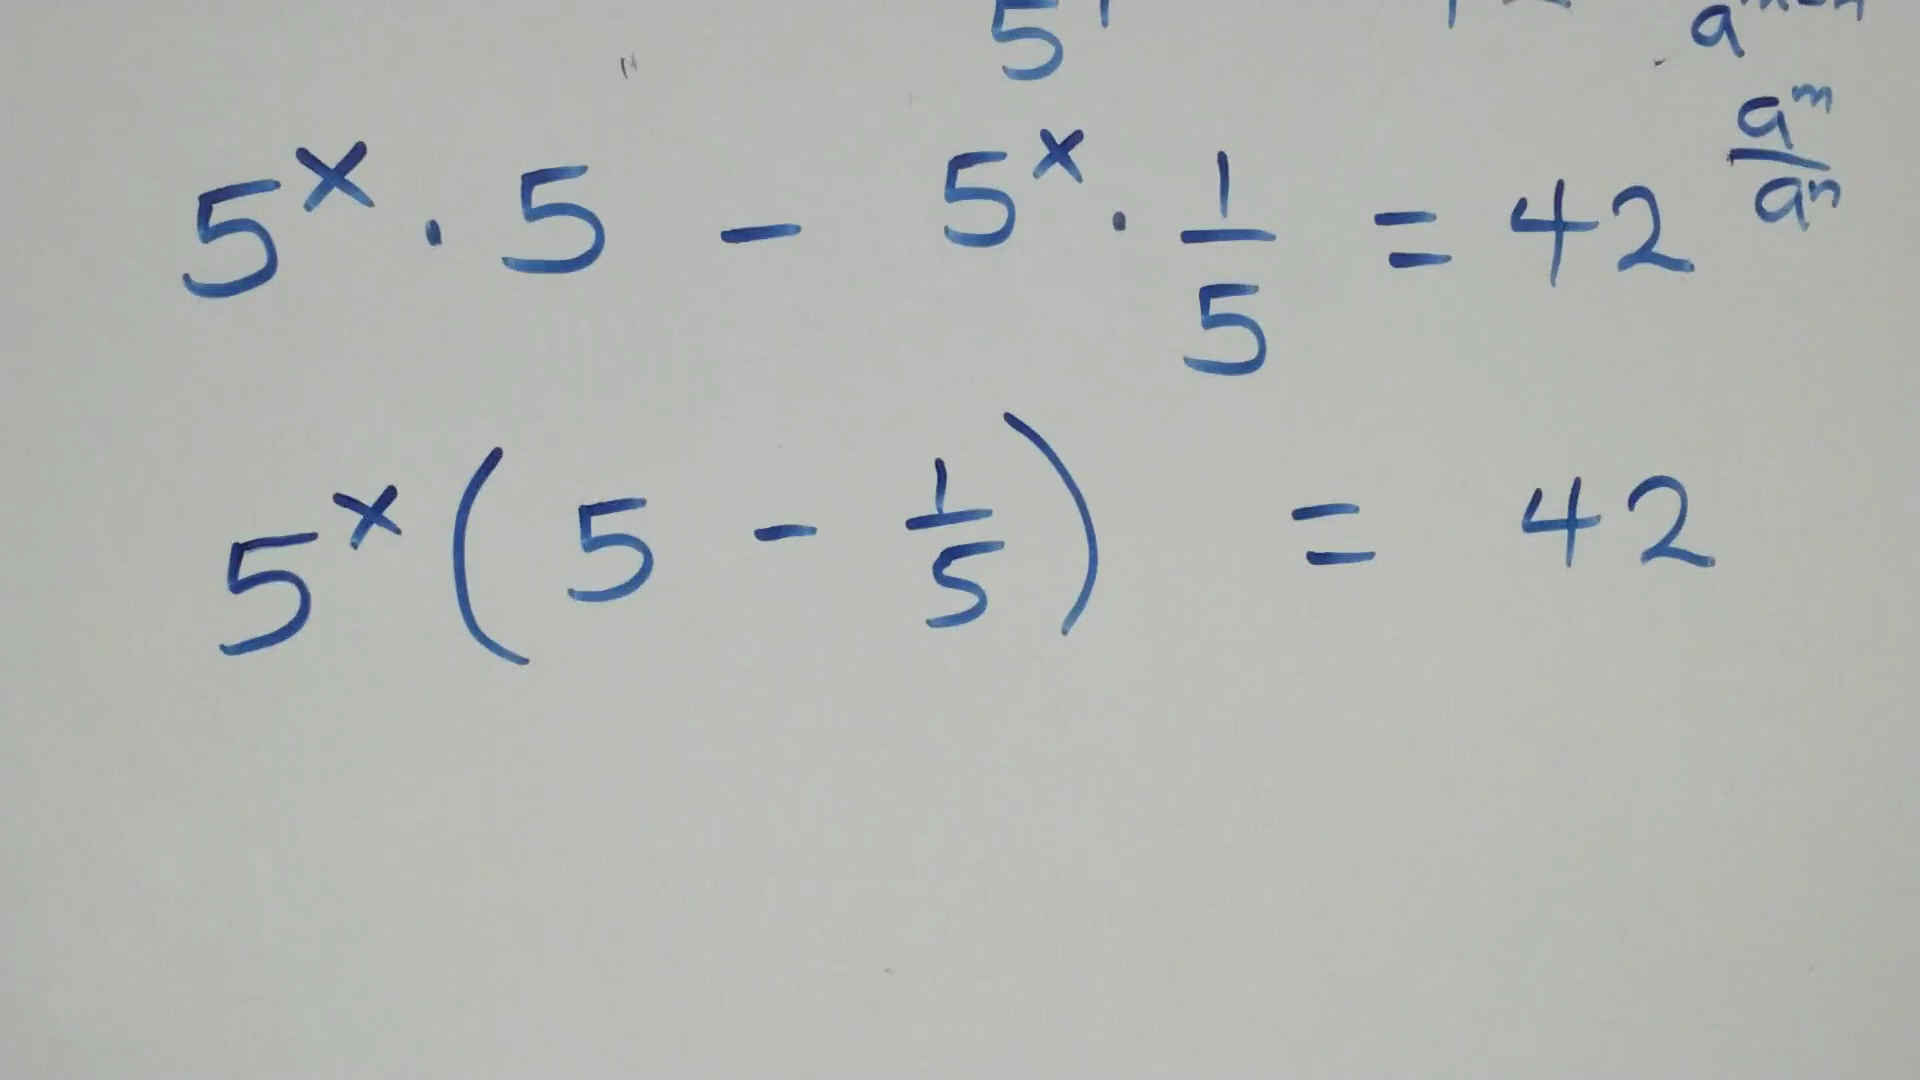 5^x · 5 - 5^x · 1/5 = 42
a^m/a^n
5^x ( 5 - 1/5 ) = 42